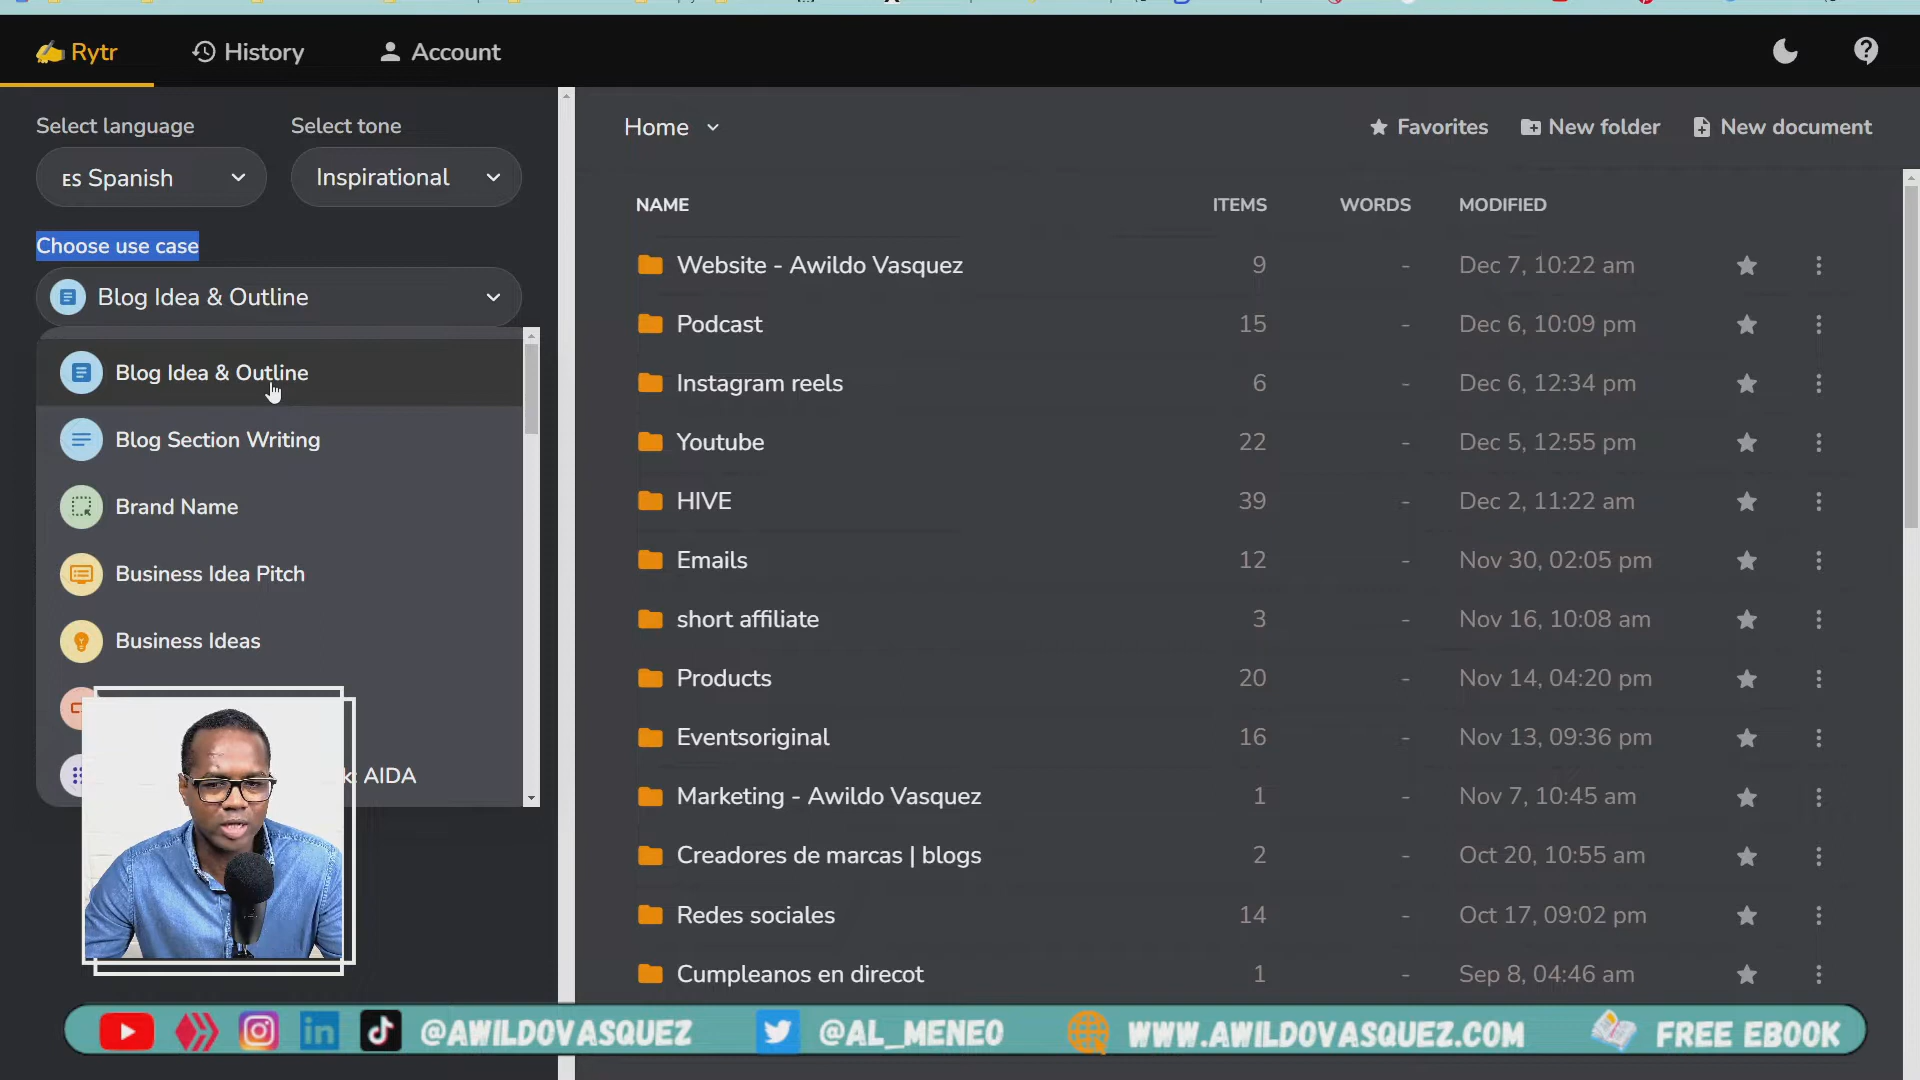 Rytr
History
Account
Select language
Select tone
ES Spanish
Inspirational
Choose use case
Blog Idea & Outline
Blog Idea & Outline
Blog Section Writing
Brand Name
Business Idea Pitch
Business Ideas
AIDA
Home
Favorites
New folder
New document
NAME ITEMS WORDS MODIFIED
Website - Awildo Vasquez 9 - Dec 7, 10:22 am
Podcast 15 - Dec 6, 10:09 pm
Instagram reels 6 - Dec 6, 12:34 pm
Youtube 22 - Dec 5, 12:55 pm
HIVE 39 - Dec 2, 11:22 am
Emails 12 - Nov 30, 02:05 pm
short affiliate 3 - Nov 16, 10:08 am
Products 20 - Nov 14, 04:20 pm
Eventsoriginal 16 - Nov 13, 09:36 pm
Marketing - Awildo Vasquez 1 - Nov 7, 10:45 am
Creadores de marcas | blogs 2 - Oct 20, 10:55 am
Redes sociales 14 - Oct 17, 09:02 pm
Cumpleanos en direcot 1 - Sep 8, 04:46 am
@AWILDOVASQUEZ @AL_MENEO WWW.AWILDOVASQUEZ.COM FREE EBOOK